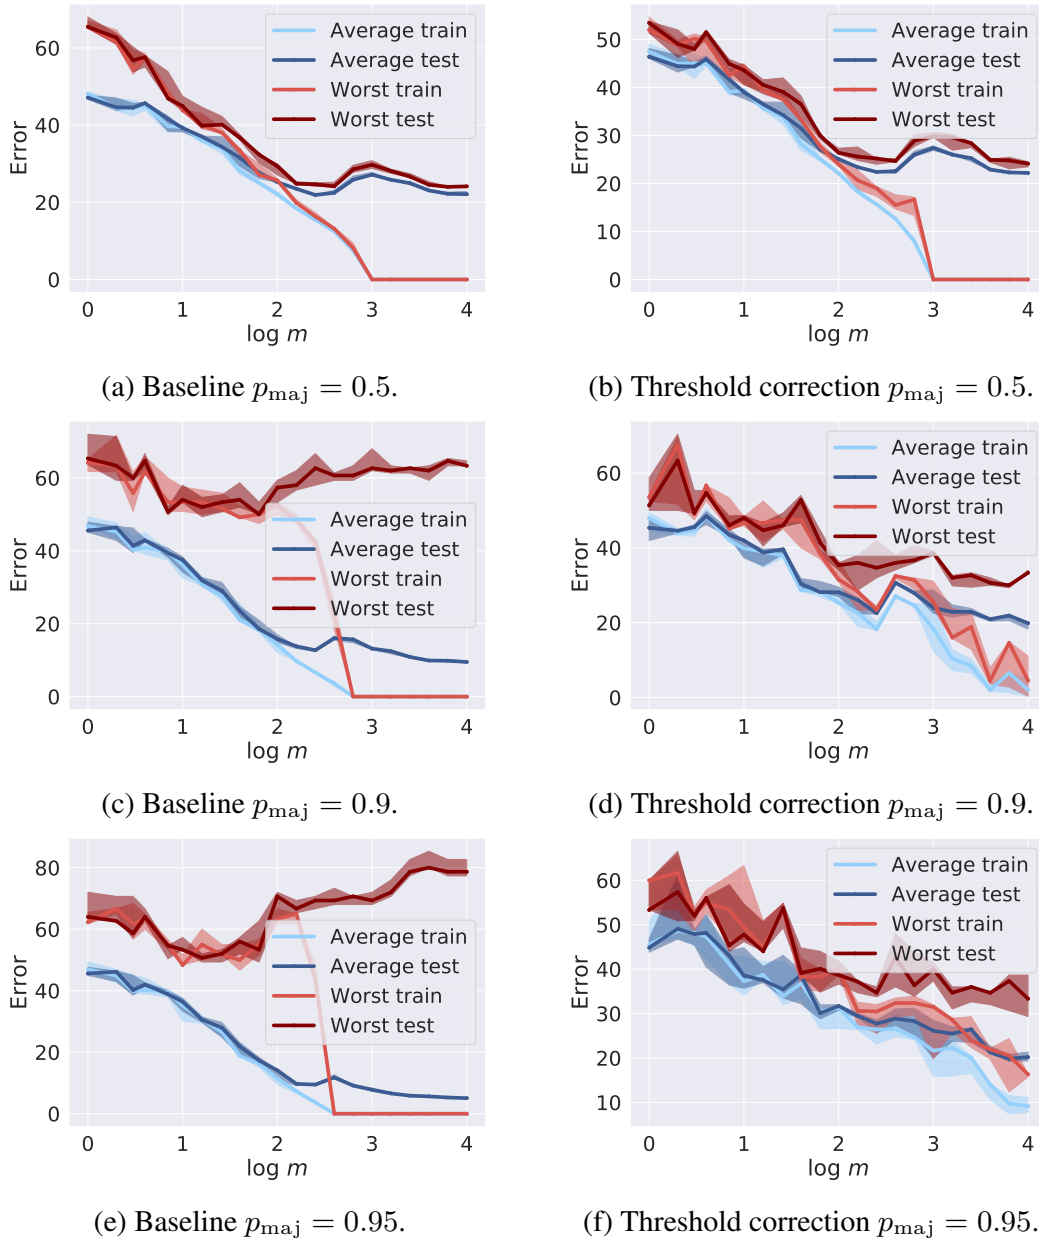 Error
60
40
20
0
Average train
Average test
Worst train
Worst test
0 1 2 3 4
log m
(a) Baseline pmaj = 0.5.
Error
50
40
30
20
10
0
Average train
Average test
Worst train
Worst test
0 1 2 3 4
log m
(b) Threshold correction pmaj = 0.5.
Error
60
40
20
0
Average train
Average test
Worst train
Worst test
0 1 2 3 4
log m
(c) Baseline pmaj = 0.9.
Error
60
40
20
0
Average train
Average test
Worst train
Worst test
0 1 2 3 4
log m
(d) Threshold correction pmaj = 0.9.
Error
80
60
40
20
0
Average train
Average test
Worst train
Worst test
0 1 2 3 4
log m
(e) Baseline pmaj = 0.95.
Error
60
50
40
30
20
10
Average train
Average test
Worst train
Worst test
0 1 2 3 4
log m
(f) Threshold correction pmaj = 0.95.